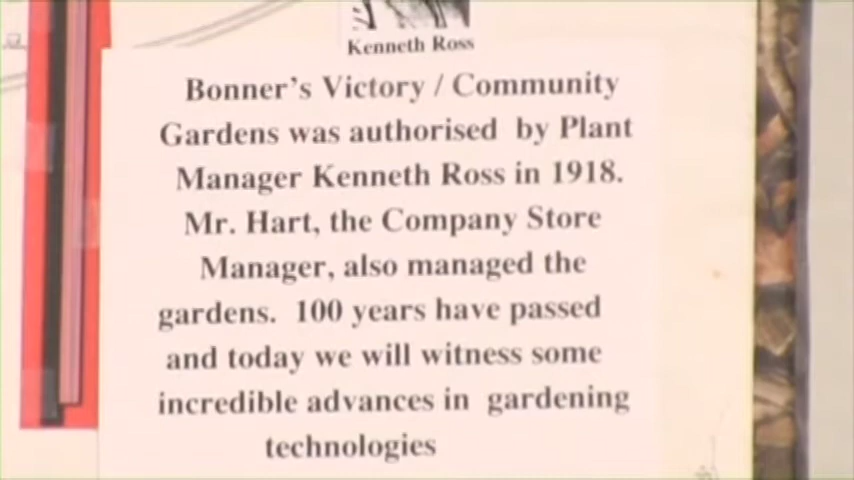 Kenneth Ross
Bonner's Victory / Community
Gardens was authorised by Plant
Manager Kenneth Ross in 1918.
Mr. Hart, the Company Store
Manager, also managed the
gardens. 100 years have passed
and today we will witness some
incredible advances in gardening
technologies